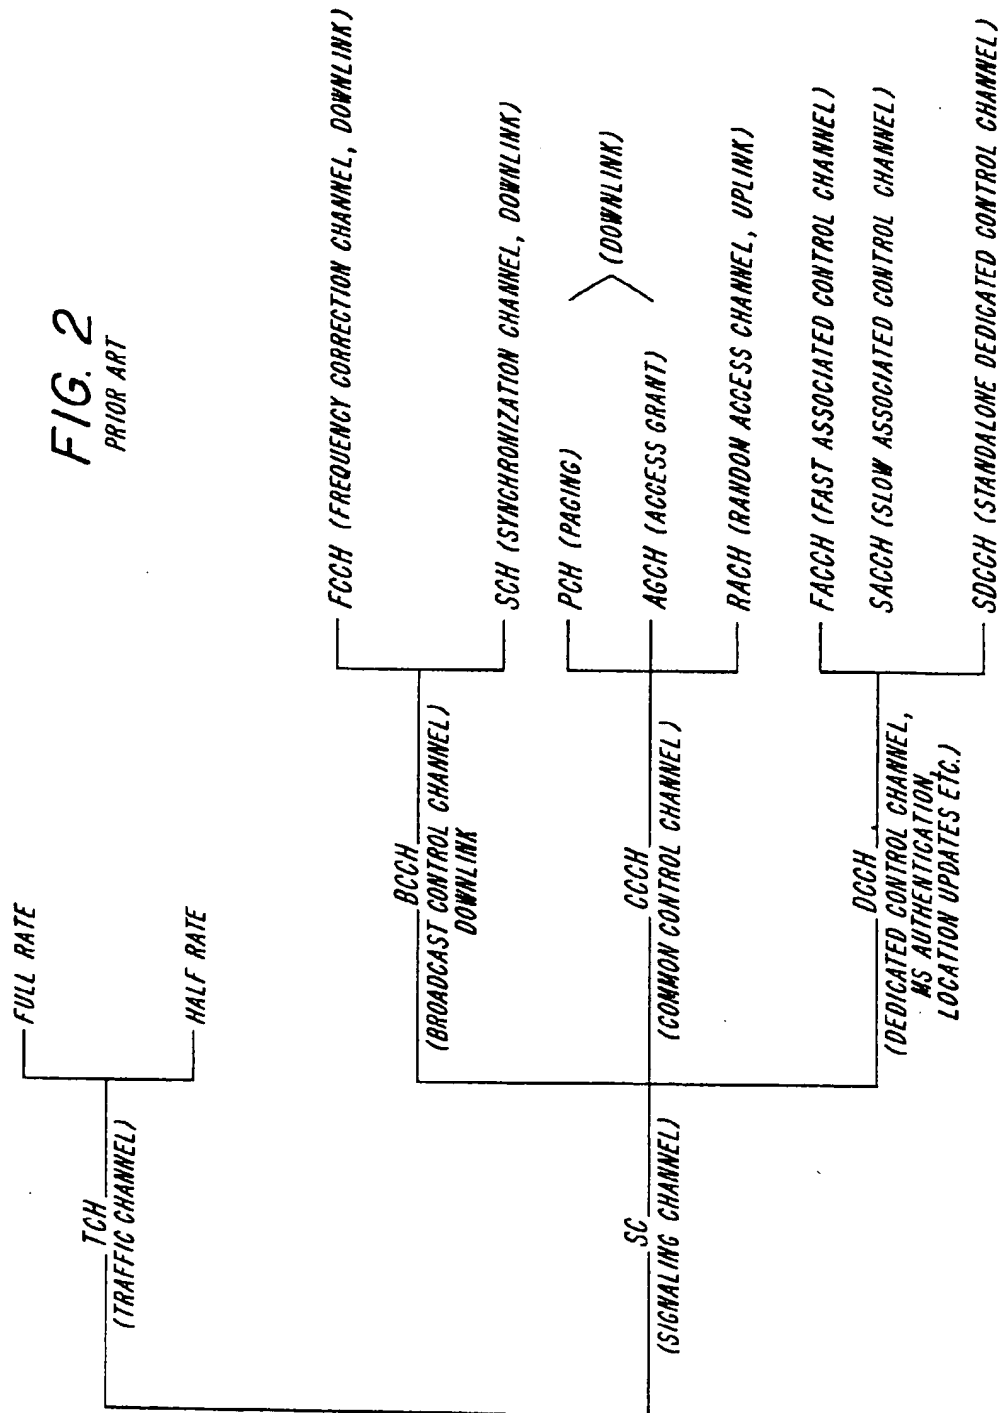 FIG. 2
PRIOR ART
TCH
(TRAFFIC CHANNEL)
FULL RATE
HALF RATE
SC
(SIGNALING CHANNEL)
BCCH
(BROADCAST CONTROL CHANNEL)
DOWNLINK
FCCH (FREQUENCY CORRECTION CHANNEL, DOWNLINK)
SCH (SYNCHRONIZATION CHANNEL, DOWNLINK)
CCCH
(COMMON CONTROL CHANNEL)
PCH (PAGING)
AGCH (ACCESS GRANT)
(DOWNLINK)
RACH (RANDOM ACCESS CHANNEL, UPLINK)
DCCH
(DEDICATED CONTROL CHANNEL,
MS AUTHENTICATION,
LOCATION UPDATES ETC.)
FACCH (FAST ASSOCIATED CONTROL CHANNEL)
SACCH (SLOW ASSOCIATED CONTROL CHANNEL)
SDCCH (STANDALONE DEDICATED CONTROL CHANNEL)